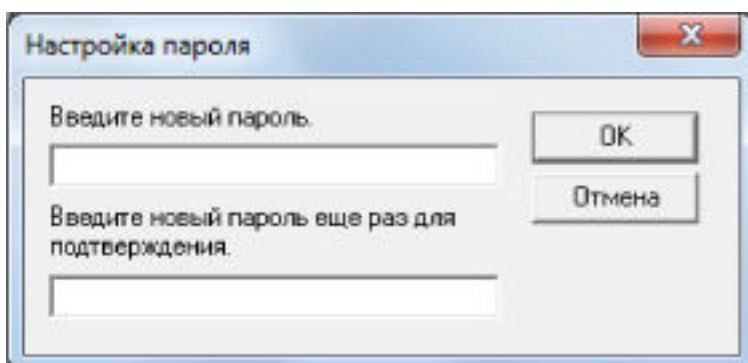 Настройка пароля
Введите новый пароль.
OK
Отмена
Введите новый пароль еще раз для
подтверждения.